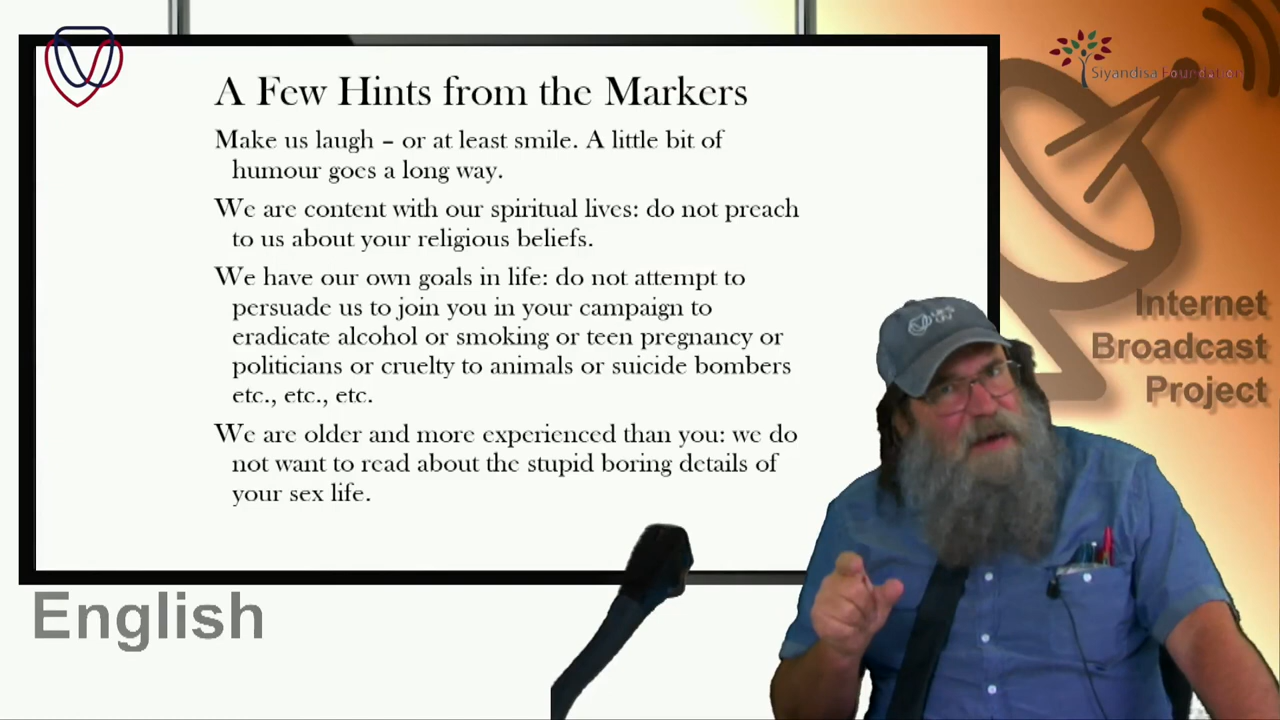 A Few Hints from the Markers
Make us laugh – or at least smile. A little bit of
humour goes a long way.
We are content with our spiritual lives: do not preach
to us about your religious beliefs.
We have our own goals in life: do not attempt to
persuade us to join you in your campaign to
eradicate alcohol or smoking or teen pregnancy or
politicians or cruelty to animals or suicide bombers
etc., etc., etc.
We are older and more experienced than you: we do
not want to read about the stupid boring details of
your sex life.
English
Siyandisa Foundation
Internet
Broadcast
Project